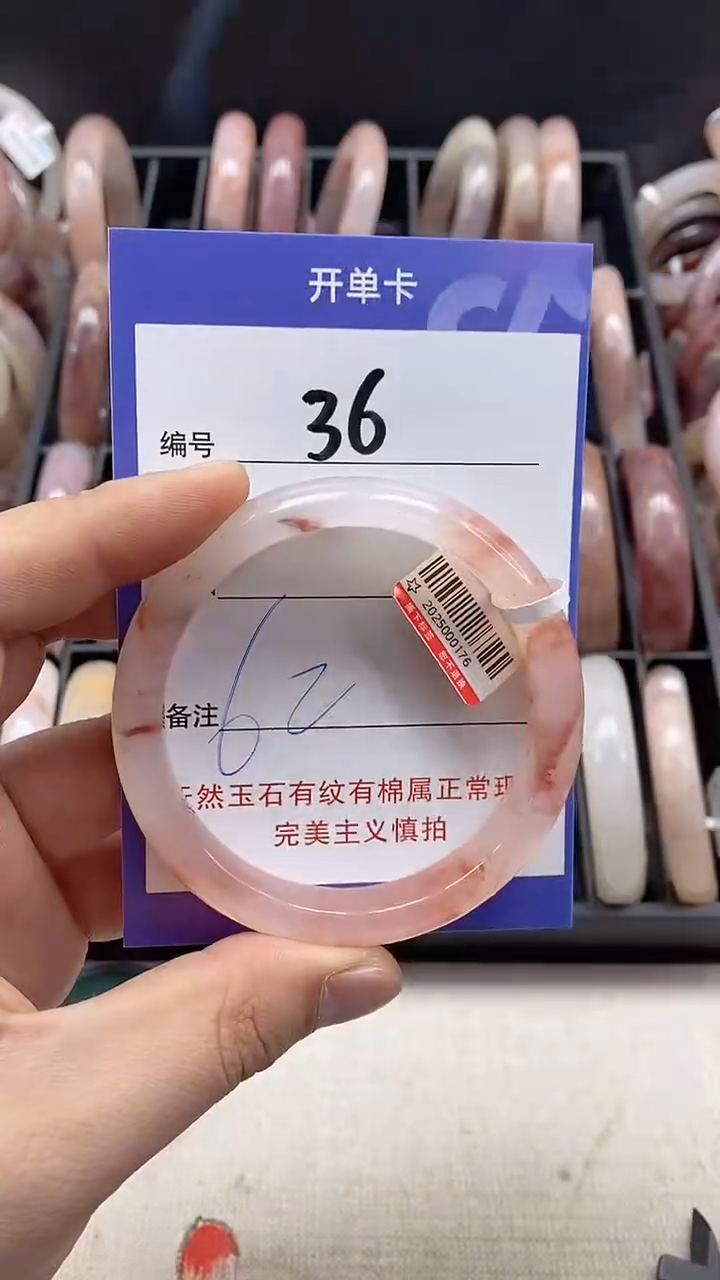 开单卡
编号 36
备注 62
2025000176
然玉石有纹有棉属正常现
完美主义慎拍